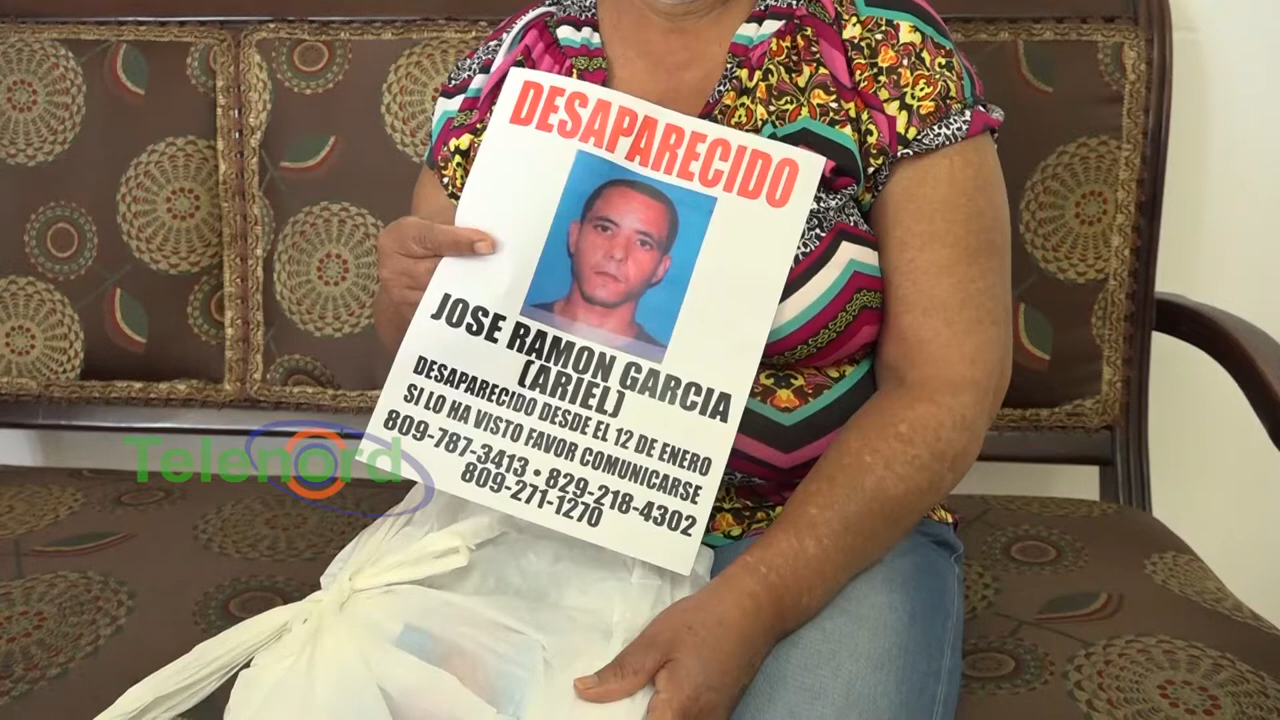 DESAPARECIDO
JOSE RAMON GARCIA
(ARIEL)
DESAPARECIDO DESDE EL 12 DE ENERO
SI LO HA VISTO FAVOR COMUNICARSE
809-787-3413 • 829-218-4302
809-271-1270
Telenord